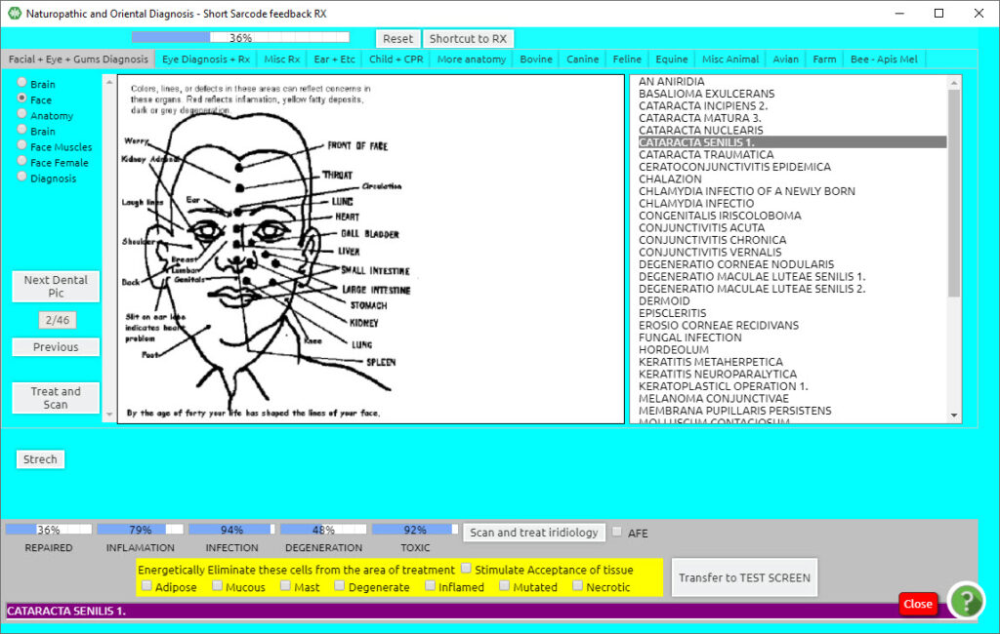 Naturopathic and Oriental Diagnosis - Short Sarcode feedback RX
36%
Reset
Shortcut to RX
Facial + Eye + Gums Diagnosis
Eye Diagnosis + Rx
Misc Rx
Ear + Etc
Child + CPR
More anatomy
Bovine
Canine
Feline
Equine
Misc Animal
Avian
Farm
Bee - Apis Mel
Brain
Face
Anatomy
Brain
Face Muscles
Face Female
Diagnosis
Next Dental
Pic
2/46
Previous
Treat and
Scan
Colors, lines, or defects in these areas can reflect concerns in
these organs. Red reflects inflamation, yellow fatty deposits,
dark or grey degeneration
Worry
Kidney Adrenal
Laugh lines
Ear
Shoulder
Breast
Lumbar
Genitals
Back
Slit on ear lobe
indicates heart
problem
Foot
Knee
FRONT OF FACE
THROAT
Circulation
LUNG
HEART
GALL BLADDER
LIVER
SMALL INTESTINE
LARGE INTESTINE
STOMACH
KIDNEY
LUNG
SPLEEN
By the age of forty your life has shaped the lines of your face.
AN ANIRIDIA
BASALIOMA EXULCERANS
CATARACTA INCIPIENS 2.
CATARACTA MATURA 3.
CATARACTA NUCLEARIS
CATARACTA SENILIS 1.
CATARACTA TRAUMATICA
CERATOCONJUNCTIVITIS EPIDEMICA
CHALAZION
CHLAMYDIA INFECTIO OF A NEWLY BORN
CHLAMYDIA INFECTIO
CONGENITALIS IRISCOLOBOMA
CONJUNCTIVITIS ACUTA
CONJUNCTIVITIS CHRONICA
CONJUNCTIVITIS VERNALIS
DEGENERATIO CORNEAE NODULARIS
DEGENERATIO MACULAE LUTEAE SENILIS 1.
DEGENERATIO MACULAE LUTEAE SENILIS 2.
DERMOID
EPISCLERITIS
EROSIO CORNEAE RECIDIVANS
FUNGAL INFECTION
HORDEOLUM
KERATITIS METAHERPETICA
KERATITIS NEUROPARALYTICA
KERATOPLASTICL OPERATION 1.
MELANOMA CONJUNCTIVAE
MEMBRANA PUPILLARIS PERSISTENS
MOLLUSCUM CONTAGIOSUM
Strech
36%
79%
94%
48%
92%
Scan and treat iridiology
AFE
REPAIRED
INFLAMATION
INFECTION
DEGENERATION
TOXIC
Energetically Eliminate these cells from the area of treatment
Stimulate Acceptance of tissue
Adipose
Mucous
Mast
Degenerate
Inflamed
Mutated
Necrotic
Transfer to TEST SCREEN
Close
?
CATARACTA SENILIS 1.